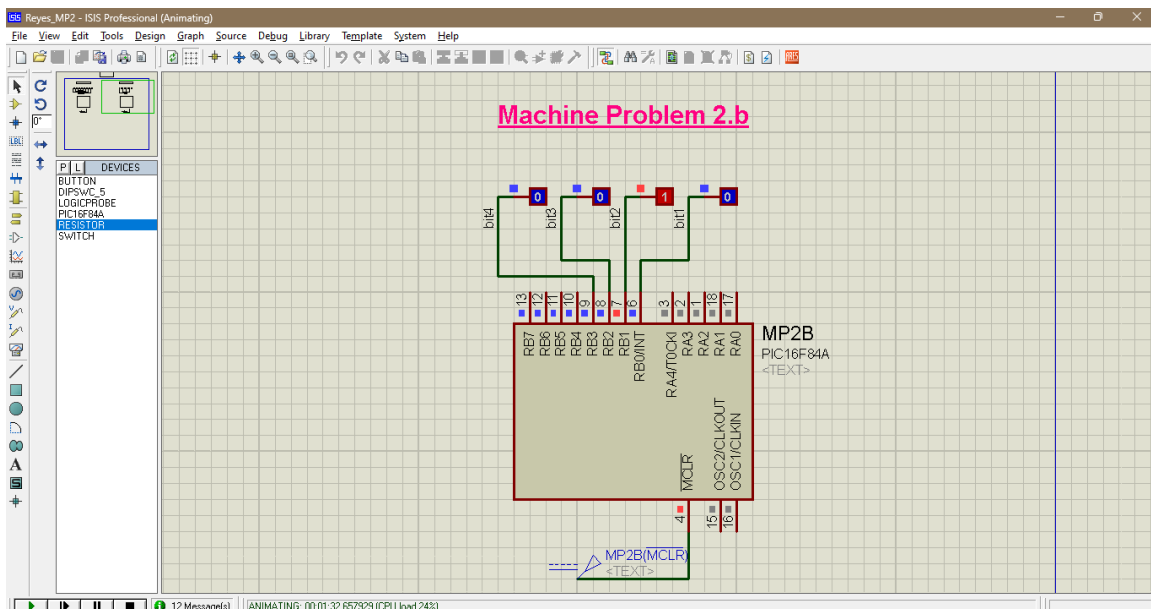 Reyes_MP2 - ISIS Professional (Animating)
File View Edit Tools Design Graph Source Debug Library Template System Help
0°
LBL
A
S
P L DEVICES
BUTTON
DIPSWC_5
LOGICPROBE
PIC16F84A
RESISTOR
SWITCH
Machine Problem 2.b
0 0 1 0
bit4 bit3 bit2 bit1
13 12 11 10 9 8 7 6 3 2 1 18 17
RB7 RB6 RB5 RB4 RB3 RB2 RB1 RB0/INT RA4/T0CKI RA3 RA2 RA1 RA0
MP2B
PIC16F84A
<TEXT>
MCLR OSC2/CLKOUT OSC1/CLKIN
4 15 16
MP2B(MCLR)
<TEXT>
12 Message(s) ANIMATING: 00:01:32.657929 (CPU load 24%)